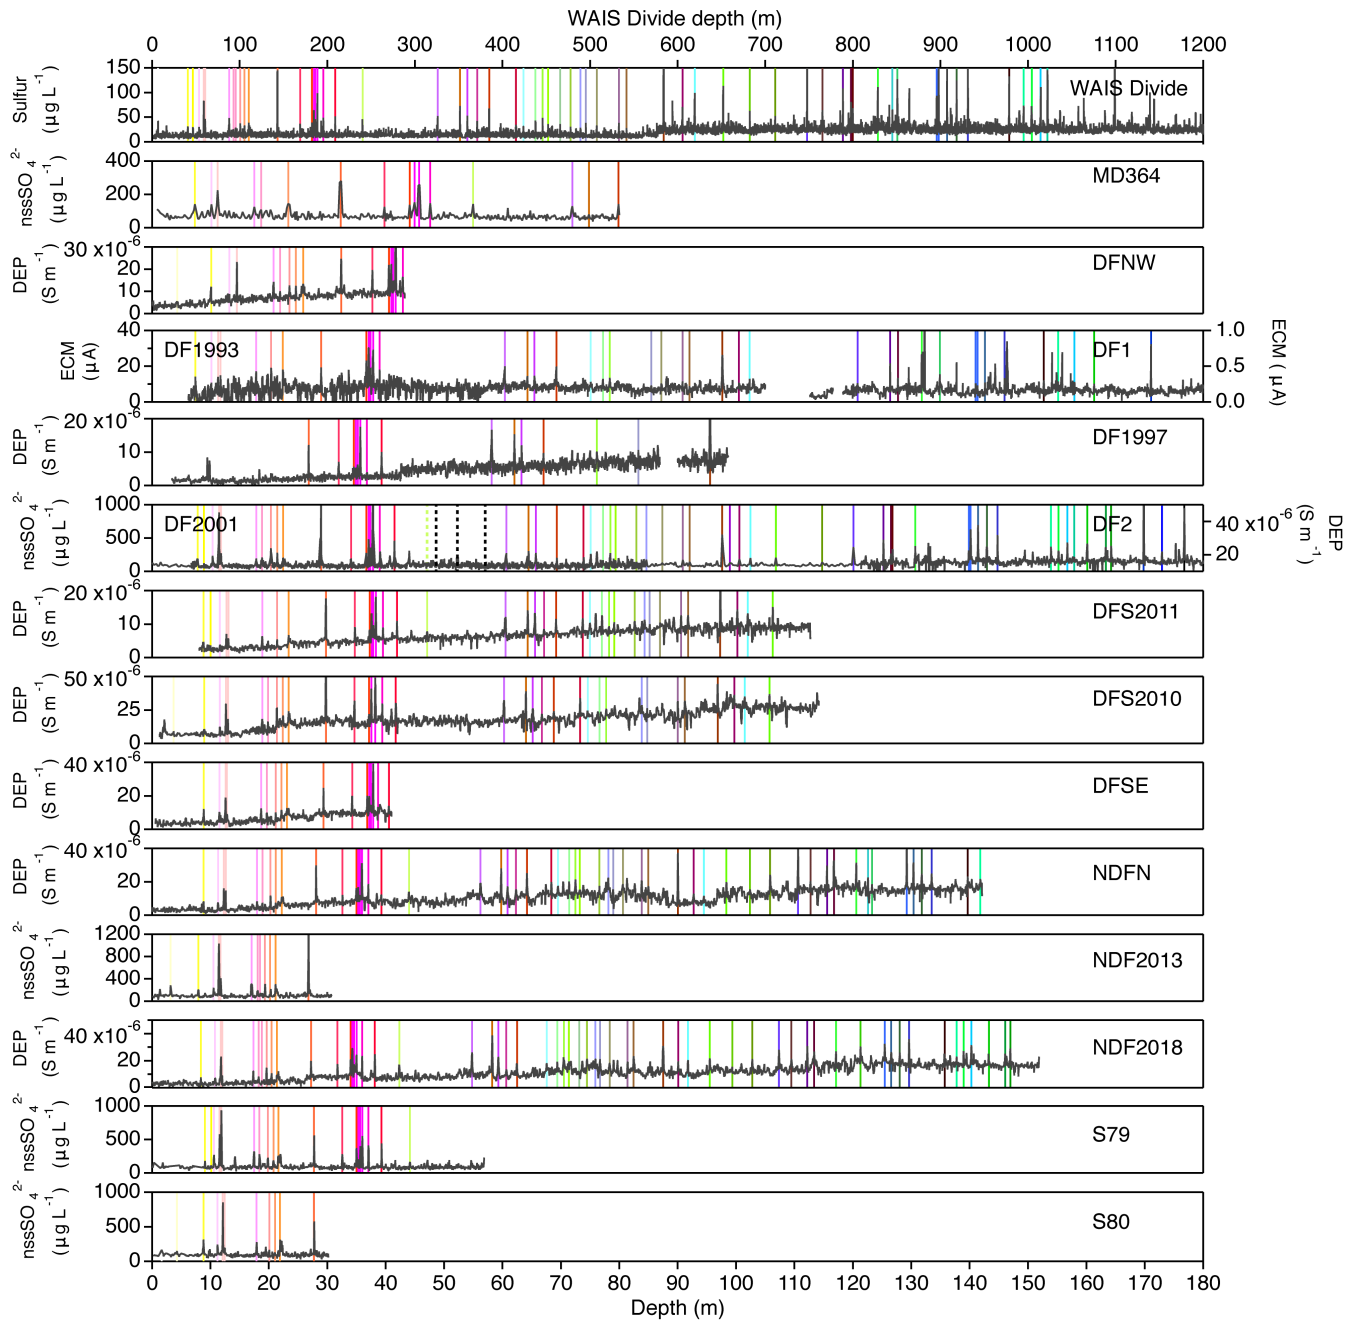 WAIS Divide depth (m)
0 100 200 300 400 500 600 700 800 900 1000 1100 1200
Sulfur (µg L⁻¹)
150
100
50
0
WAIS Divide
nssSO₄²⁻ (µg L⁻¹)
400
200
0
MD364
DEP (S m⁻¹)
30 x10⁻⁶
20
10
0
DFNW
ECM (µA)
40
20
0
DF1993
DF1
1.0
0.5
0.0
ECM (µA)
DEP (S m⁻¹)
20 x10⁻⁶
10
0
DF1997
nssSO₄²⁻ (µg L⁻¹)
1000
500
0
DF2001
DF2
40 x10⁻⁶
20
DEP (S m⁻¹)
DEP (S m⁻¹)
20 x10⁻⁶
10
0
DFS2011
DEP (S m⁻¹)
50 x10⁻⁶
25
0
DFS2010
DEP (S m⁻¹)
40 x10⁻⁶
20
0
DFSE
DEP (S m⁻¹)
40 x10⁻⁶
20
0
NDFN
nssSO₄²⁻ (µg L⁻¹)
1200
800
400
0
NDF2013
DEP (S m⁻¹)
40 x10⁻⁶
20
0
NDF2018
nssSO₄²⁻ (µg L⁻¹)
1000
500
0
S79
nssSO₄²⁻ (µg L⁻¹)
1000
500
0
S80
0 10 20 30 40 50 60 70 80 90 100 110 120 130 140 150 160 170 180
Depth (m)